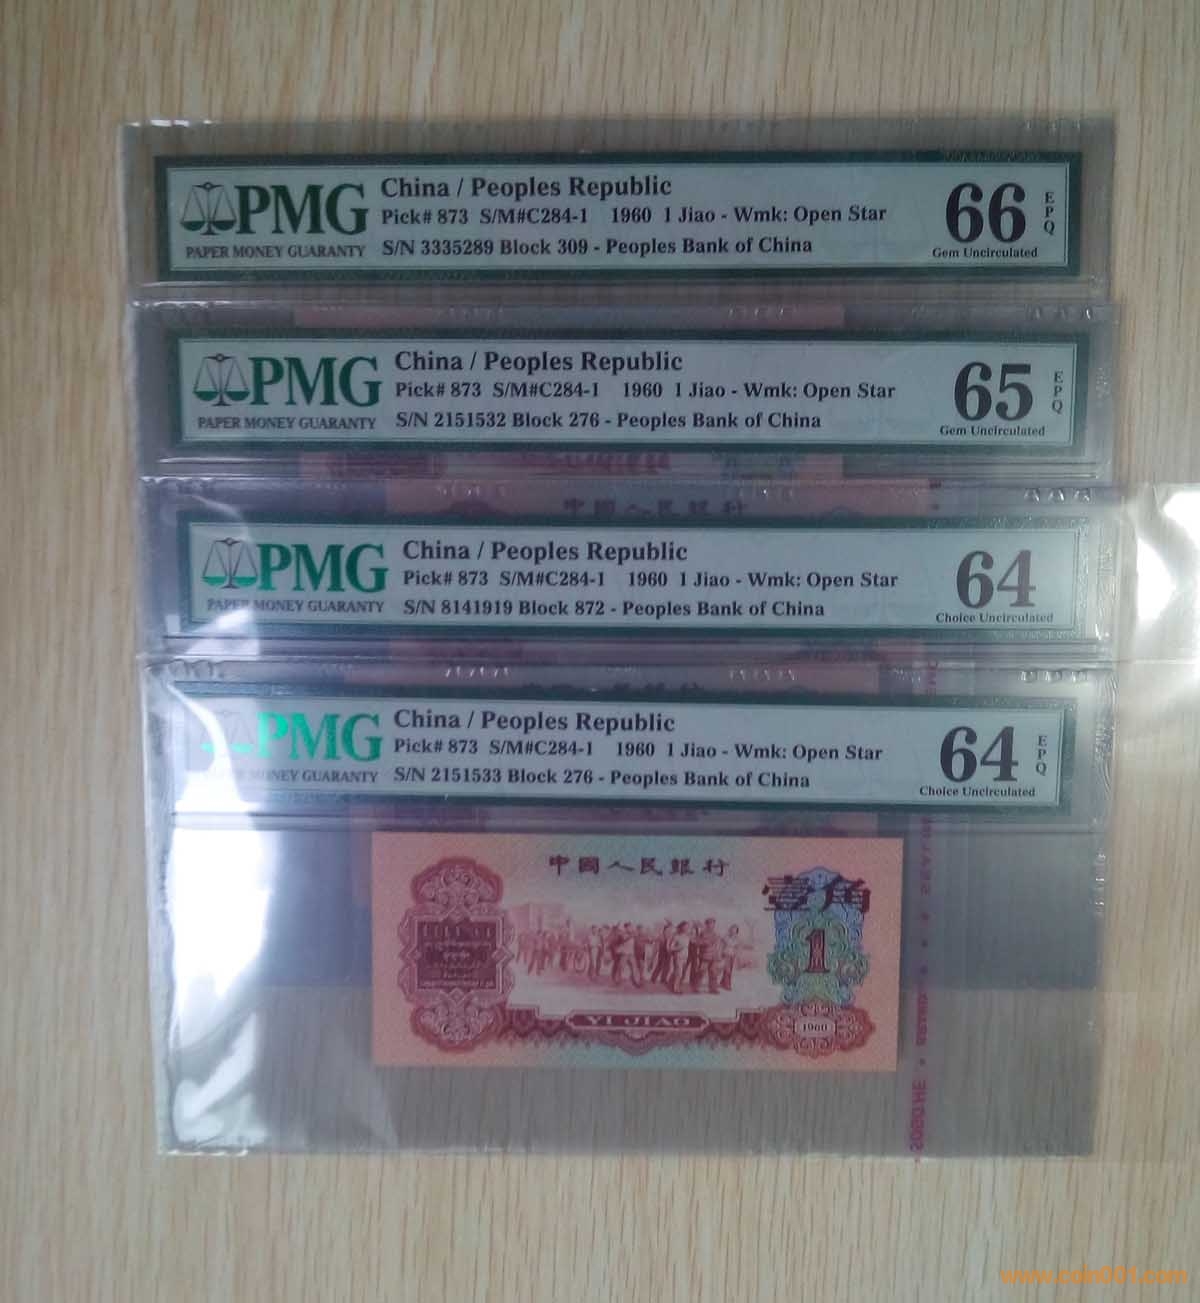 PMG
PAPER MONEY GUARANTY
China / Peoples Republic
Pick# 873 S/M#C284-1 1960 1 Jiao - Wmk: Open Star
S/N 3335289 Block 309 - Peoples Bank of China
66
EPQ
Gem Uncirculated
PMG
PAPER MONEY GUARANTY
China / Peoples Republic
Pick# 873 S/M#C284-1 1960 1 Jiao - Wmk: Open Star
S/N 2151532 Block 276 - Peoples Bank of China
65
EPQ
Gem Uncirculated
中國人民銀行
PMG
PAPER MONEY GUARANTY
China / Peoples Republic
Pick# 873 S/M#C284-1 1960 1 Jiao - Wmk: Open Star
S/N 8141919 Block 872 - Peoples Bank of China
64
Choice Uncirculated
PMG
PAPER MONEY GUARANTY
China / Peoples Republic
Pick# 873 S/M#C284-1 1960 1 Jiao - Wmk: Open Star
S/N 2151533 Block 276 - Peoples Bank of China
64
EPQ
Choice Uncirculated
中國人民銀行
壹角
1
YI JIAO
1960
www.coin001.com